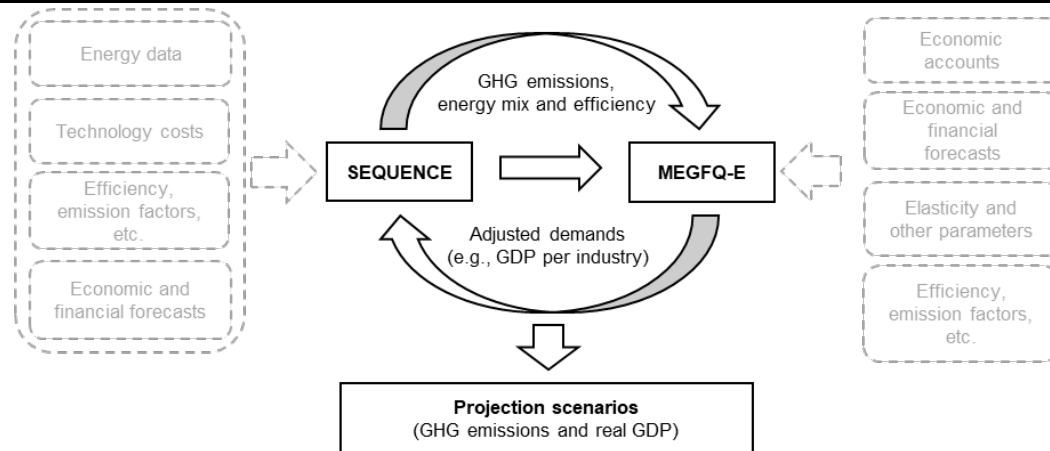 Energy data
Technology costs
Efficiency,
emission factors,
etc.
Economic and
financial forecasts
GHG emissions,
energy mix and efficiency
SEQUENCE
MEGFQ-E
Adjusted demands
(e.g., GDP per industry)
Economic
accounts
Economic and
financial
forecasts
Elasticity and
other parameters
Efficiency,
emission factors,
etc.
Projection scenarios
(GHG emissions and real GDP)